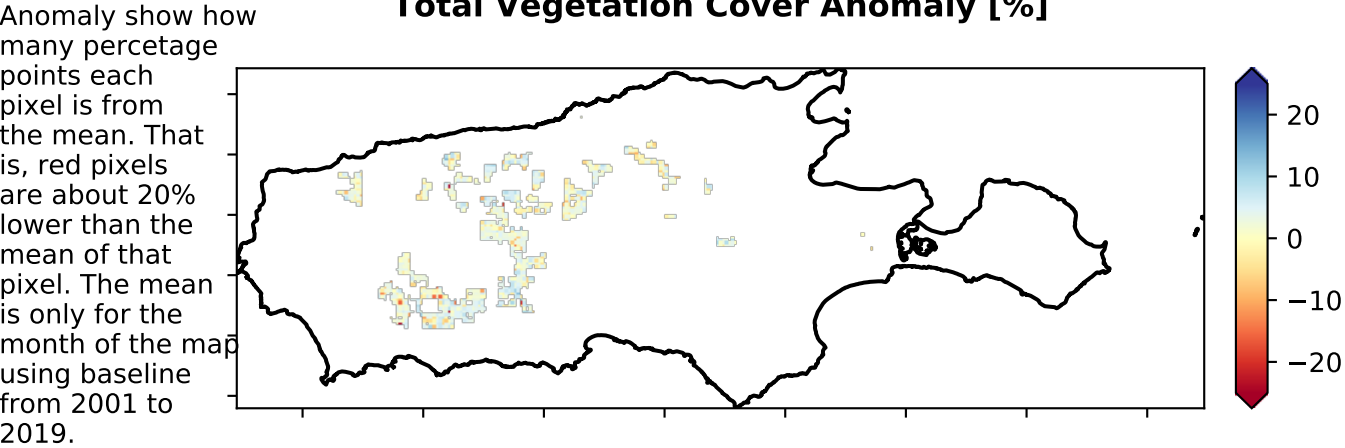 Total Vegetation Cover Anomaly [%]
Anomaly show how
many percetage
points each
pixel is from
the mean. That
is, red pixels
are about 20%
lower than the
mean of that
pixel. The mean
is only for the
month of the map
using baseline
from 2001 to
2019.
20
10
0
−10
−20